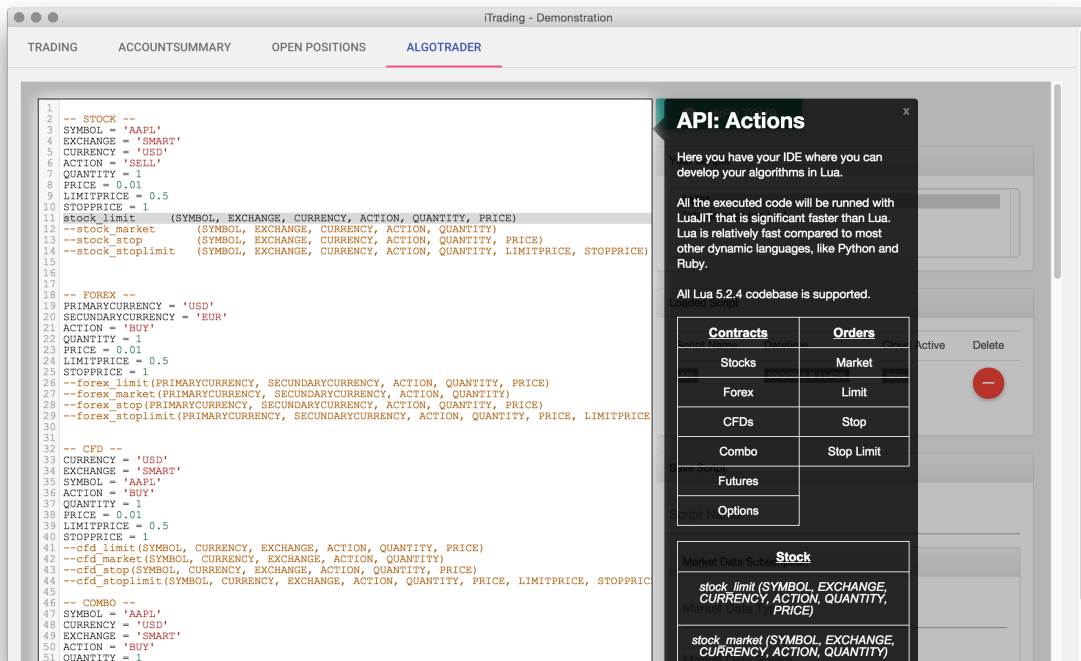 iTrading - Demonstration
TRADING
ACCOUNTSUMMARY
OPEN POSITIONS
ALGOTRADER
1
2 -- STOCK --
3 SYMBOL = 'AAPL'
4 EXCHANGE = 'SMART'
5 CURRENCY = 'USD'
6 ACTION = 'SELL'
7 QUANTITY = 1
8 PRICE = 0.01
9 LIMITPRICE = 0.5
10 STOPPRICE = 1
11 stock_limit (SYMBOL, EXCHANGE, CURRENCY, ACTION, QUANTITY, PRICE)
12 --stock_market (SYMBOL, EXCHANGE, CURRENCY, ACTION, QUANTITY)
13 --stock_stop (SYMBOL, EXCHANGE, CURRENCY, ACTION, QUANTITY, PRICE)
14 --stock_stoplimit (SYMBOL, EXCHANGE, CURRENCY, ACTION, QUANTITY, LIMITPRICE, STOPPRICE)
15
16
17
18 -- FOREX --
19 PRIMARYCURRENCY = 'USD'
20 SECUNDARYCURRENCY = 'EUR'
21 ACTION = 'BUY'
22 QUANTITY = 1
23 PRICE = 0.01
24 LIMITPRICE = 0.5
25 STOPPRICE = 1
26 --forex_limit(PRIMARYCURRENCY, SECUNDARYCURRENCY, ACTION, QUANTITY, PRICE)
27 --forex_market(PRIMARYCURRENCY, SECUNDARYCURRENCY, ACTION, QUANTITY)
28 --forex_stop(PRIMARYCURRENCY, SECUNDARYCURRENCY, ACTION, QUANTITY, PRICE)
29 --forex_stoplimit(PRIMARYCURRENCY, SECUNDARYCURRENCY, ACTION, QUANTITY, PRICE, LIMITPRICE
30
31
32 -- CFD --
33 CURRENCY = 'USD'
34 EXCHANGE = 'SMART'
35 SYMBOL = 'AAPL'
36 ACTION = 'BUY'
37 QUANTITY = 1
38 PRICE = 0.01
39 LIMITPRICE = 0.5
40 STOPPRICE = 1
41 --cfd_limit(SYMBOL, CURRENCY, EXCHANGE, ACTION, QUANTITY, PRICE)
42 --cfd_market(SYMBOL, CURRENCY, EXCHANGE, ACTION, QUANTITY)
43 --cfd_stop(SYMBOL, CURRENCY, EXCHANGE, ACTION, QUANTITY, PRICE)
44 --cfd_stoplimit(SYMBOL, CURRENCY, EXCHANGE, ACTION, QUANTITY, PRICE, LIMITPRICE, STOPPRIC
45
46 -- COMBO --
47 SYMBOL = 'AAPL'
48 CURRENCY = 'USD'
49 EXCHANGE = 'SMART'
50 ACTION = 'BUY'
51 QUANTITY = 1
x
API: Actions
Here you have your IDE where you can
develop your algorithms in Lua.
All the executed code will be runned with
LuaJIT that is significant faster than Lua.
Lua is relatively fast compared to most
other dynamic languages, like Python and
Ruby.
All Lua 5.2.4 codebase is supported.
Contracts Orders
Stocks Market
Forex Limit
CFDs Stop
Combo Stop Limit
Futures
Options
Stock
stock_limit (SYMBOL, EXCHANGE,
CURRENCY, ACTION, QUANTITY,
PRICE)
stock_market (SYMBOL, EXCHANGE,
CURRENCY, ACTION, QUANTITY)
Loaded Script
Script Name
Active
Delete
Save Script
Script Name
Market Data